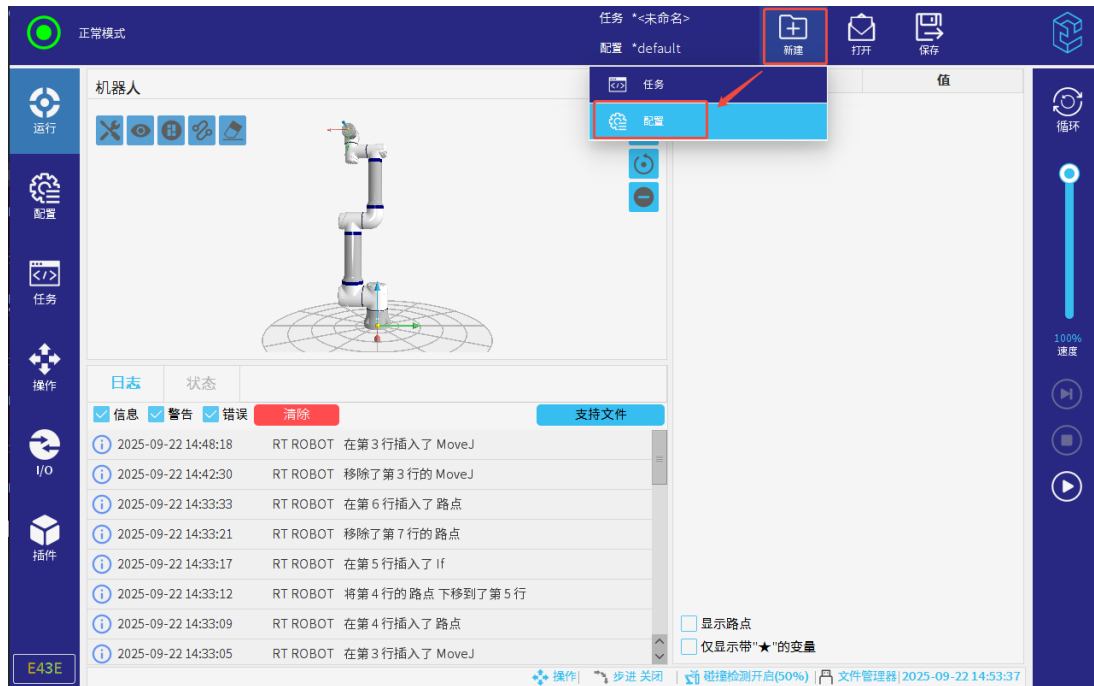 正常模式
任务 *<未命名>
配置 *default
新建
打开
保存
任务
配置
值
运行
配置
任务
操作
I/O
插件
E43E
机器人
日志
状态
信息 警告 错误 清除 支持文件
2025-09-22 14:48:18 RT ROBOT 在第3行插入了 MoveJ
2025-09-22 14:42:30 RT ROBOT 移除了第3行的 MoveJ
2025-09-22 14:33:33 RT ROBOT 在第6行插入了 路点
2025-09-22 14:33:21 RT ROBOT 移除了第7行的 路点
2025-09-22 14:33:17 RT ROBOT 在第5行插入了 If
2025-09-22 14:33:12 RT ROBOT 将第4行的 路点 下移到了第5行
2025-09-22 14:33:09 RT ROBOT 在第4行插入了 路点
2025-09-22 14:33:05 RT ROBOT 在第3行插入了 MoveJ
显示路点
仅显示带"★"的变量
循环
100%
速度
操作| 步进 关闭 | 碰撞检测开启(50%) | 文件管理器|2025-09-22 14:53:37